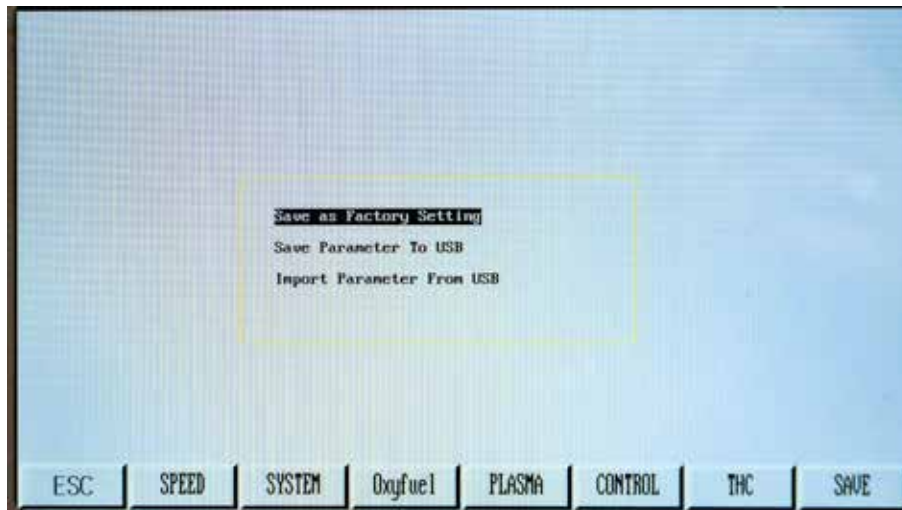 Save as Factory Setting
Save Parameter To USB
Import Parameter From USB
ESC SPEED SYSTEM Oxyfuel PLASMA CONTROL THC SAVE